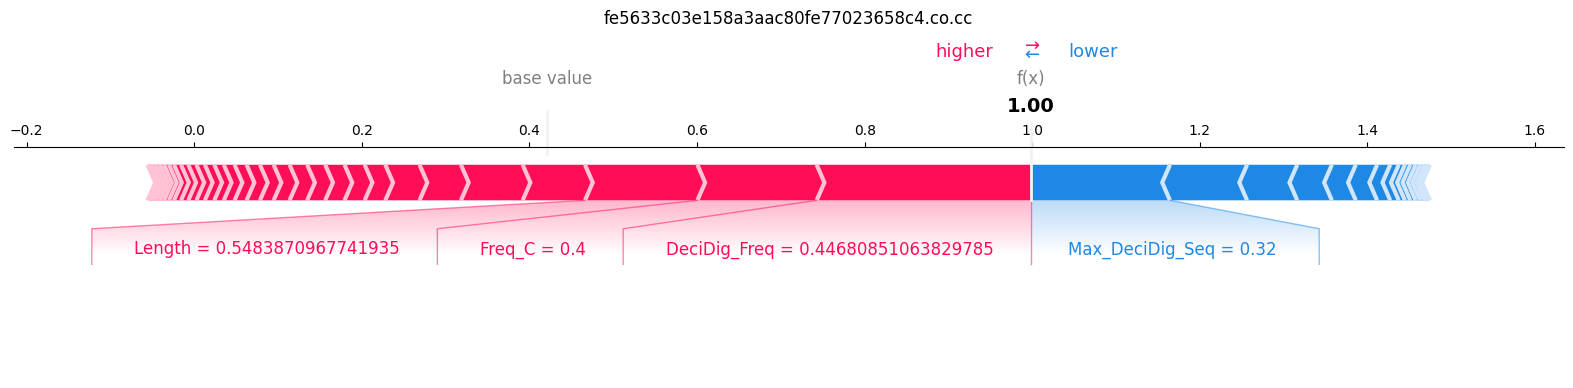 fe5633c03e158a3aac80fe77023658c4.co.cc
higher → ← lower
base value f(x)
1.00
−0.2 0.0 0.2 0.4 0.6 0.8 1.0 1.2 1.4 1.6
Length = 0.5483870967741935 Freq_C = 0.4 DeciDig_Freq = 0.44680851063829785 Max_DeciDig_Seq = 0.32